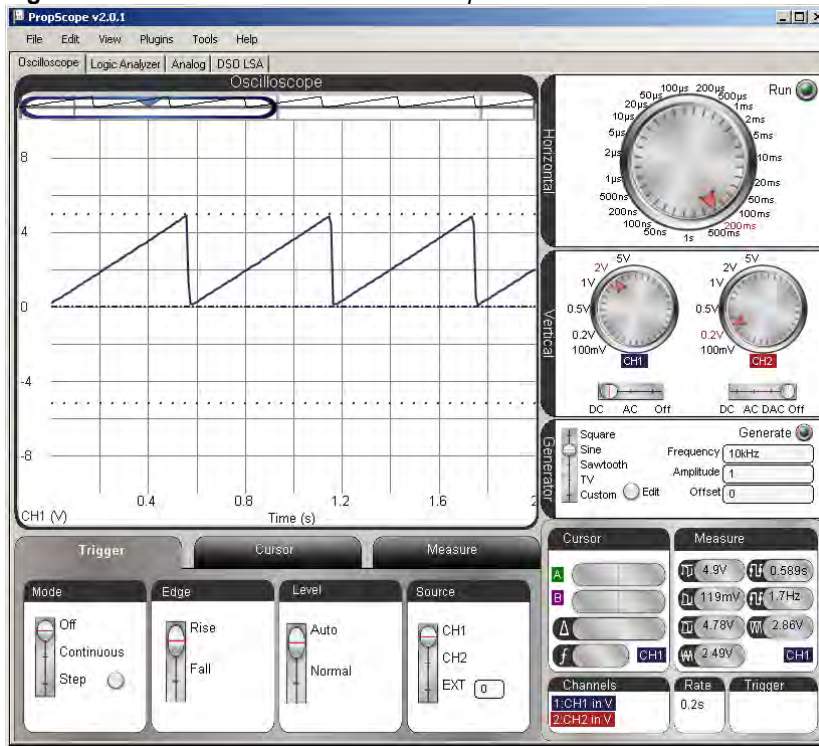 PropScope v2.0.1
File Edit View Plugins Tools Help
Oscilloscope Logic Analyzer Analog DSO LSA
Oscilloscope
8
4
0
-4
-8
0.4 0.8 1.2 1.6 2
CH1 (V) Time (s)
Horizontal
Run
50ns
100ns
200ns
500ns
1µs
2µs
5µs
10µs
20µs
50µs
100µs
200µs
500µs
1ms
2ms
5ms
10ms
20ms
50ms
100ms
200ms
500ms
1s
Vertical
5V
2V
1V
0.5V
0.2V
100mV
CH1
DC AC Off
5V
2V
1V
0.5V
0.2V
100mV
CH2
DC AC DAC Off
Generator
Square
Sine
Sawtooth
TV
Custom Edit
Generate
Frequency 10kHz
Amplitude 1
Offset 0
Trigger Cursor Measure
Mode
Off
Continuous
Step
Edge
Rise
Fall
Level
Auto
Normal
Source
CH1
CH2
EXT 0
Cursor
A
B
Δ
f CH1
Measure
4.9V 0.589s
119mV 1.7Hz
4.78V 2.86V
2.49V CH1
Channels
1:CH1 in V
2:CH2 in V
Rate
0.2s
Trigger